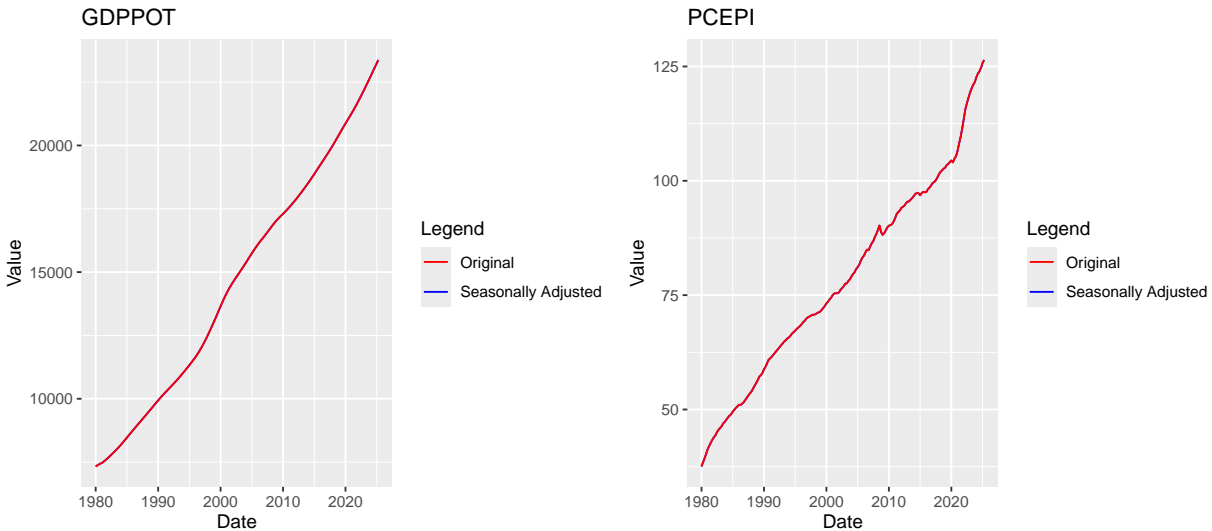 GDPPOT
Value
20000
15000
10000
1980 1990 2000 2010 2020
Date
Legend
Original
Seasonally Adjusted
PCEPI
Value
125
100
75
50
1980 1990 2000 2010 2020
Date
Legend
Original
Seasonally Adjusted